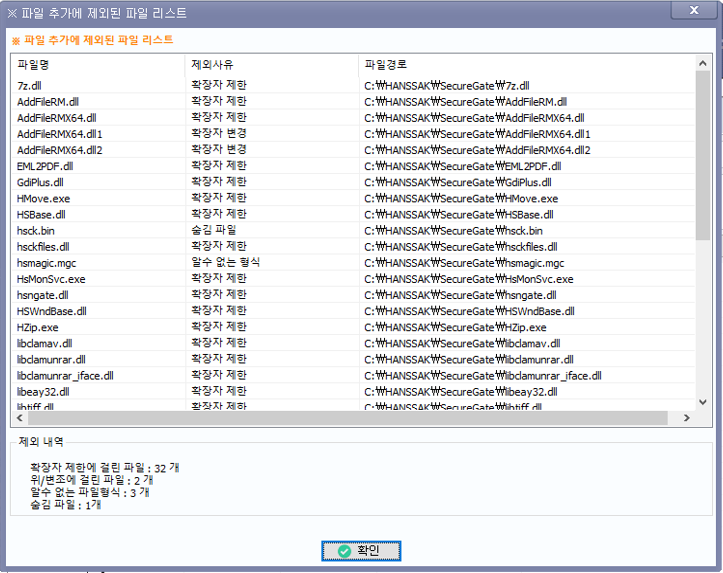 ※ 파일 추가에 제외된 파일 리스트
x
※ 파일 추가에 제외된 파일 리스트
파일명 제외사유 파일경로
7z.dll 확장자 제한 C:₩HANSSAK₩SecureGate₩7z.dll
AddFileRM.dll 확장자 제한 C:₩HANSSAK₩SecureGate₩AddFileRM.dll
AddFileRMX64.dll 확장자 제한 C:₩HANSSAK₩SecureGate₩AddFileRMX64.dll
AddFileRMX64.dll1 확장자 변경 C:₩HANSSAK₩SecureGate₩AddFileRMX64.dll1
AddFileRMX64.dll2 확장자 변경 C:₩HANSSAK₩SecureGate₩AddFileRMX64.dll2
EML2PDF.dll 확장자 제한 C:₩HANSSAK₩SecureGate₩EML2PDF.dll
GdiPlus.dll 확장자 제한 C:₩HANSSAK₩SecureGate₩GdiPlus.dll
HMove.exe 확장자 제한 C:₩HANSSAK₩SecureGate₩HMove.exe
HSBase.dll 확장자 제한 C:₩HANSSAK₩SecureGate₩HSBase.dll
hsck.bin 숨김 파일 C:₩HANSSAK₩SecureGate₩hsck.bin
hsckfiles.dll 확장자 제한 C:₩HANSSAK₩SecureGate₩hsckfiles.dll
hsmagic.mgc 알수 없는 형식 C:₩HANSSAK₩SecureGate₩hsmagic.mgc
HsMonSvc.exe 확장자 제한 C:₩HANSSAK₩SecureGate₩HsMonSvc.exe
hsngate.dll 확장자 제한 C:₩HANSSAK₩SecureGate₩hsngate.dll
HSWndBase.dll 확장자 제한 C:₩HANSSAK₩SecureGate₩HSWndBase.dll
HZip.exe 확장자 제한 C:₩HANSSAK₩SecureGate₩HZip.exe
libclamav.dll 확장자 제한 C:₩HANSSAK₩SecureGate₩libclamav.dll
libclamunrar.dll 확장자 제한 C:₩HANSSAK₩SecureGate₩libclamunrar.dll
libclamunrar_iface.dll 확장자 제한 C:₩HANSSAK₩SecureGate₩libclamunrar_iface.dll
libeay32.dll 확장자 제한 C:₩HANSSAK₩SecureGate₩libeay32.dll
libtiff.dll 확장자 제한 C:₩HANSSAK₩SecureGate₩libtiff.dll
제외 내역
확장자 제한에 걸린 파일 : 32 개
위/변조에 걸린 파일 : 2 개
알수 없는 파일형식 : 3 개
숨김 파일 : 1개
확인